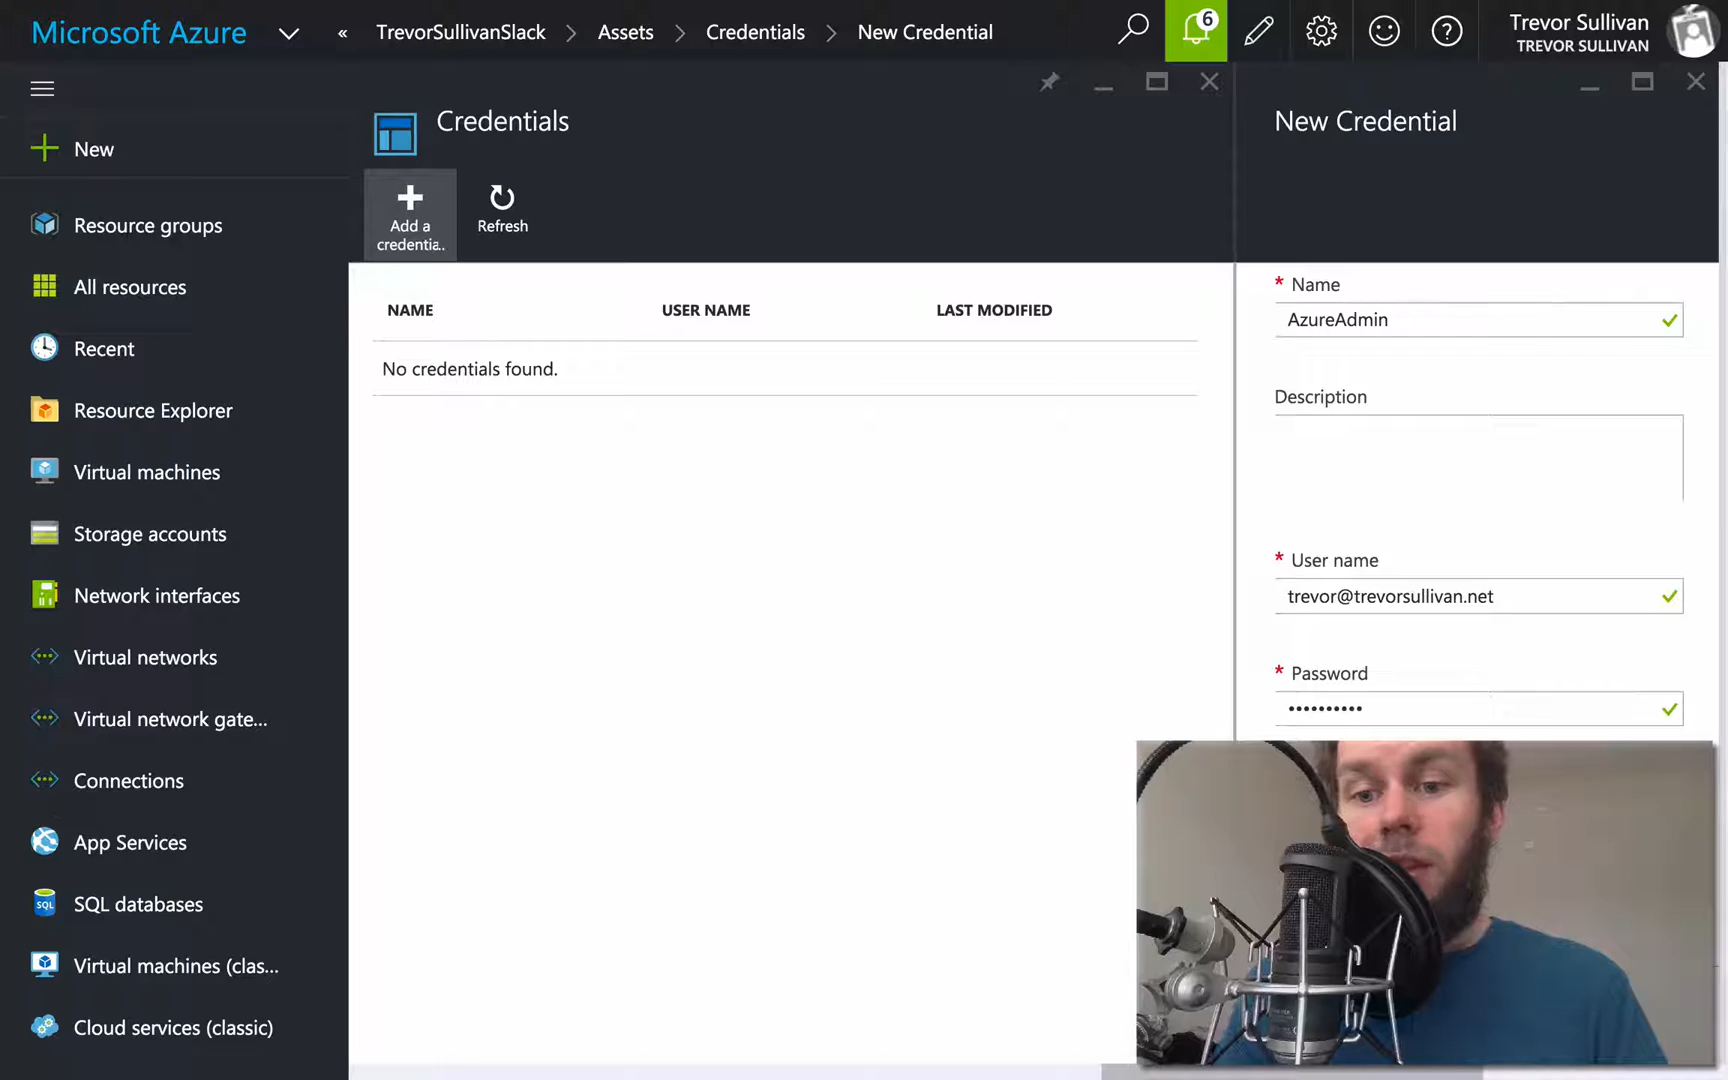 Microsoft Azure
«
TrevorSullivanSlack
Assets
Credentials
New Credential
6
Trevor Sullivan
TREVOR SULLIVAN
New
Resource groups
All resources
Recent
Resource Explorer
Virtual machines
Storage accounts
Network interfaces
Virtual networks
Virtual network gate...
Connections
App Services
SQL
SQL databases
Virtual machines (clas...
Cloud services (classic)
Credentials
Add a
credentia..
Refresh
NAME USER NAME LAST MODIFIED
No credentials found.
New Credential
* Name
AzureAdmin
Description
* User name
trevor@trevorsullivan.net
* Password
••••••••••